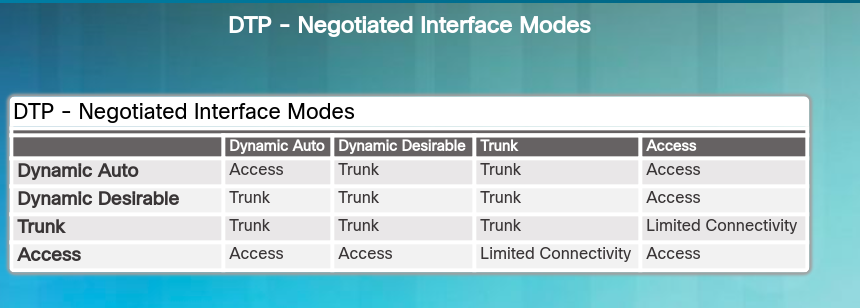 DTP - Negotiated Interface Modes
DTP - Negotiated Interface Modes
Dynamic Auto Dynamic Desirable Trunk Access
Dynamic Auto Access Trunk Trunk Access
Dynamic Desirable Trunk Trunk Trunk Access
Trunk Trunk Trunk Trunk Limited Connectivity
Access Access Access Limited Connectivity Access